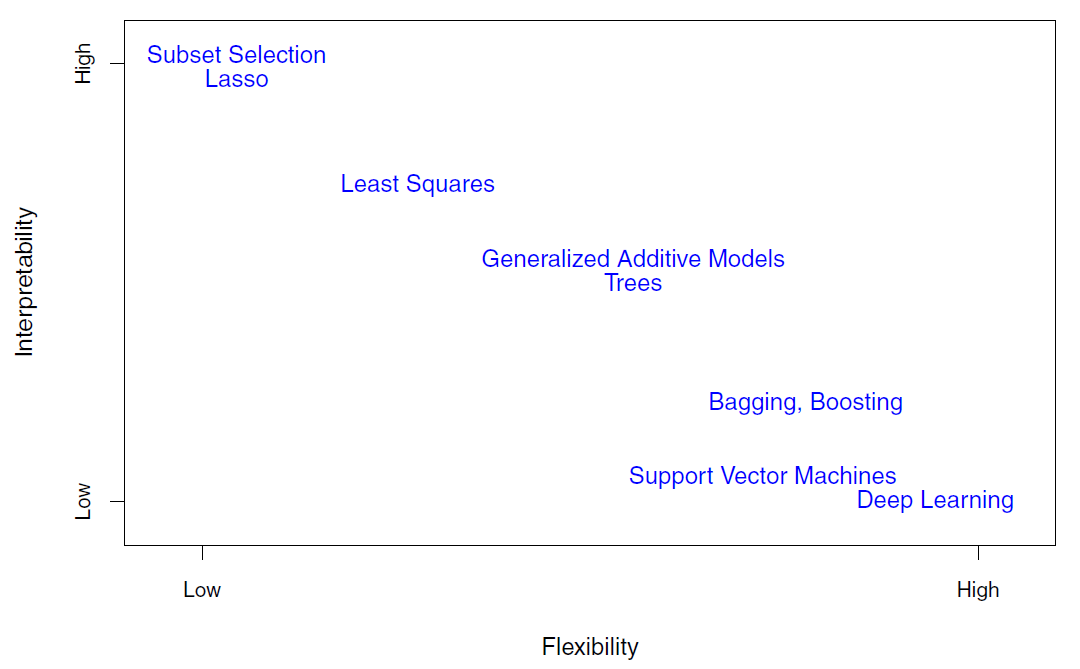 High
Subset Selection
Lasso
Least Squares
Interpretability
Generalized Additive Models
Trees
Bagging, Boosting
Support Vector Machines
Low
Deep Learning
Low
High
Flexibility